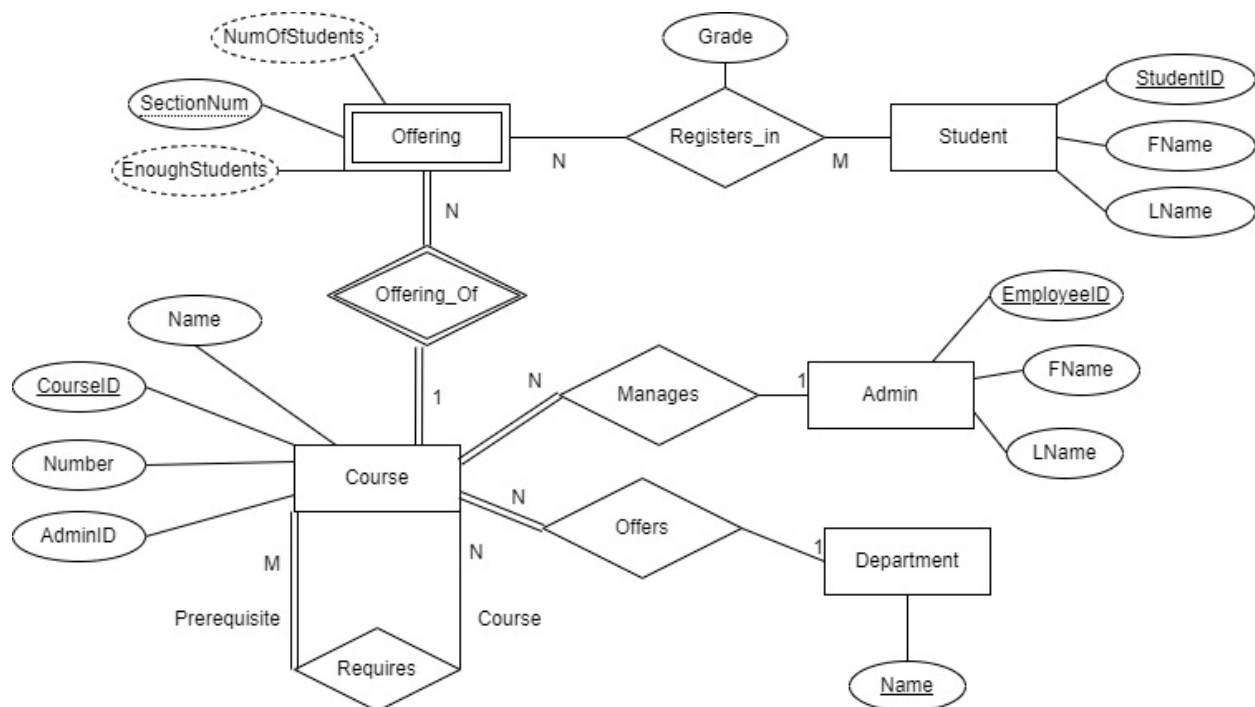 NumOfStudents
Grade
SectionNum
StudentID
Offering
Registers_in
Student
FName
EnoughStudents
N
M
LName
N
Offering_Of
EmployeeID
Name
FName
CourseID
N
Manages
1
Admin
1
LName
Number
Course
N
Offers
AdminID
1
Department
M
N
Prerequisite
Course
Requires
Name